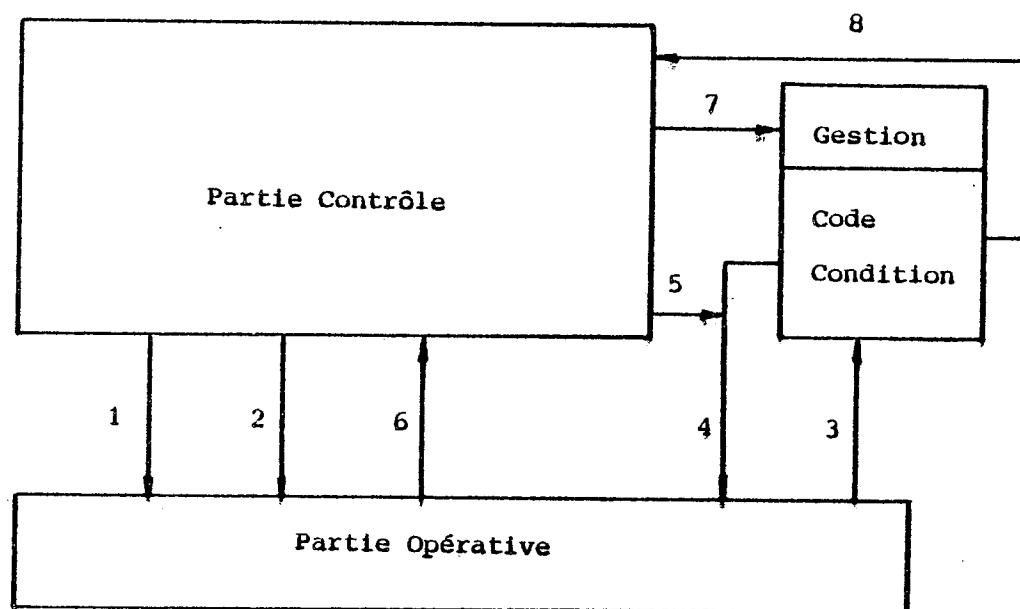 8
7
Gestion
Partie Contrôle
Code
Condition
5
1
2
6
4
3
Partie Opérative